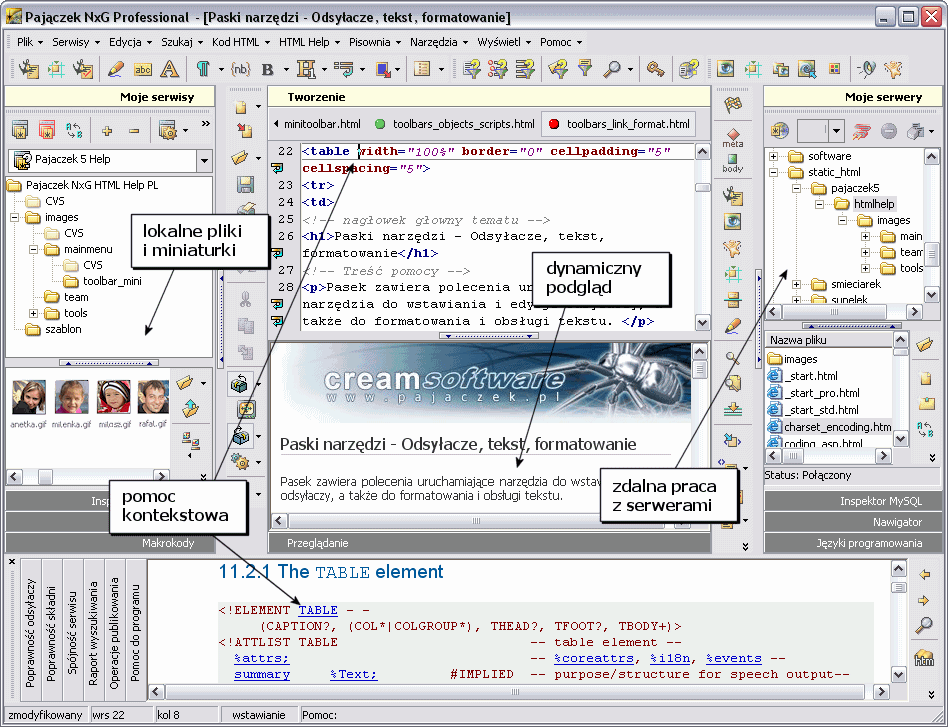 Pajączek NxG Professional - [Paski narzędzi - Odsyłacze, tekst, formatowanie]
Plik Serwisy Edycja Szukaj Kod HTML HTML Help Pisownia Narzędzia Wyświetl Pomoc
Moje serwisy
Pajaczek 5 Help
Pajaczek NxG HTML Help PL
CVS
images
CVS
mainmenu
CVS
toolbar_mini
team
tools
szablon
lokalne pliki
i miniaturki
anetka.gif milenka.gif milosz.gif rafal.gif
Makrokody
Tworzenie
minitoolbar.html toolbars_objects_scripts.html toolbars_link_format.html
22 <table width="100%" border="0" cellpadding="5"
cellspacing="5">
23 <tr>
24 <td>
25 <!-- nagłowek głowny tematu -->
26 <h1>Paski narzędzi - Odsyłacze, tekst,
formatowanie</h1>
27 <!-- Treść pomocy -->
28 <p>Pasek zawiera polecenia
narzędzia do wstawiania i
także do formatowania i obsługi tekstu. </p>
dynamiczny
podgląd
creamsoftware
www.pajaczek.pl
Paski narzędzi - Odsyłacze, tekst, formatowanie
Pasek zawiera polecenia uruchamiające narzędzia do
odsyłaczy, a także do formatowania i obsługi tekstu.
Przeglądanie
meta
body
Moje serwery
software
static_html
pajaczek5
htmlhelp
images
main
team
tools
smieciarek
Nazwa pliku
images
_start.html
_start_pro.html
_start_std.html
charset_encoding.htm
coding_asp.html
Status: Połączony
zdalna praca
z serwerami
Inspektor MySQL
Nawigator
Języki programowania
pomoc
kontekstowa
Poprawność odsyłaczy
Poprawność składni
Spójność serwisu
Raport wyszukiwania
Operacje publikowania
Pomoc do programu
11.2.1 The TABLE element
<!ELEMENT TABLE - -
(CAPTION?, (COL*|COLGROUP*), THEAD?, TFOOT?, TBODY+)>
<!ATTLIST TABLE -- table element --
%attrs; -- %coreattrs, %i18n, %events --
summary %Text; #IMPLIED -- purpose/structure for speech output--
zmodyfikowany wrs 22 kol 8 wstawianie Pomoc: